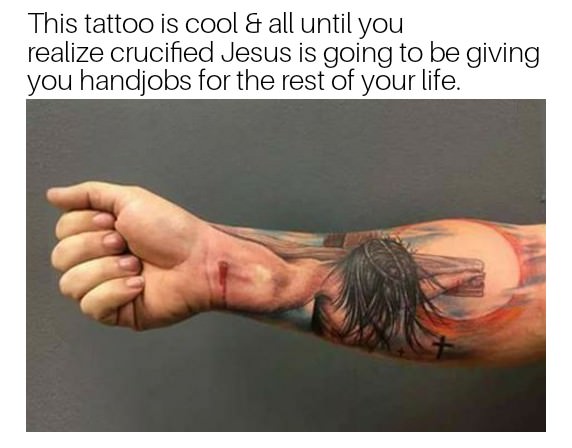 This tattoo is cool & all until you
realize crucified Jesus is going to be giving
you handjobs for the rest of your life.